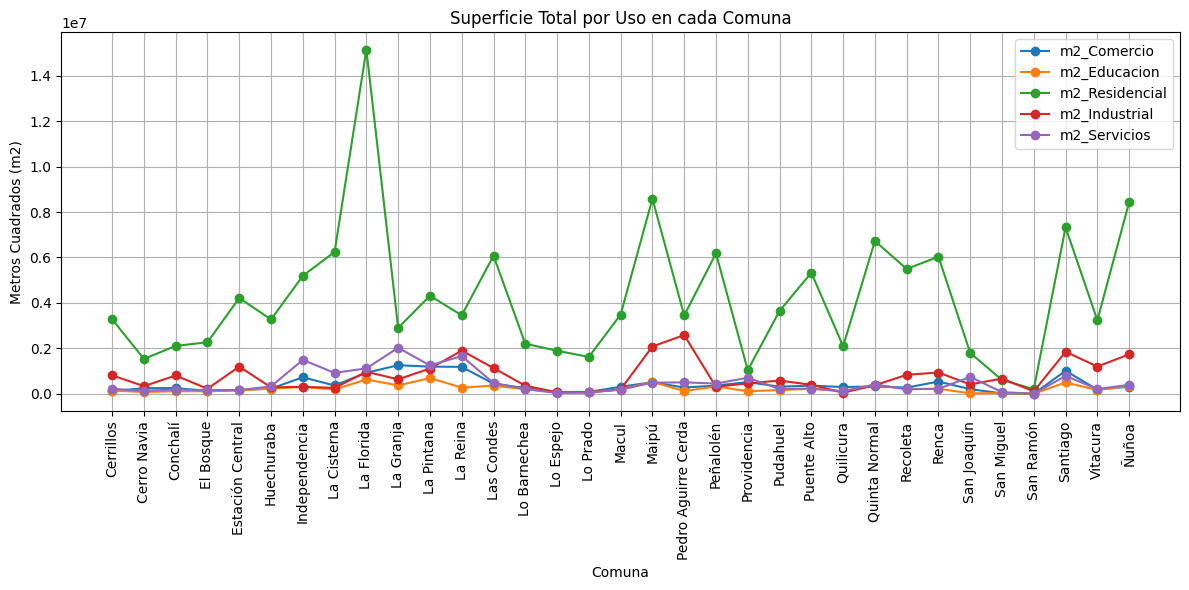 Superficie Total por Uso en cada Comuna
1e7
m2_Comercio
m2_Educacion
m2_Residencial
m2_Industrial
m2_Servicios
Metros Cuadrados (m2)
1.4
1.2
1.0
0.8
0.6
0.4
0.2
0.0
Cerrillos
Cerro Navia
Conchalí
El Bosque
Estación Central
Huechuraba
Independencia
La Cisterna
La Florida
La Granja
La Pintana
La Reina
Las Condes
Lo Barnechea
Lo Espejo
Lo Prado
Macul
Maipú
Pedro Aguirre Cerda
Peñalolén
Providencia
Pudahuel
Puente Alto
Quilicura
Quinta Normal
Recoleta
Renca
San Joaquín
San Miguel
San Ramón
Santiago
Vitacura
Ñuñoa
Comuna